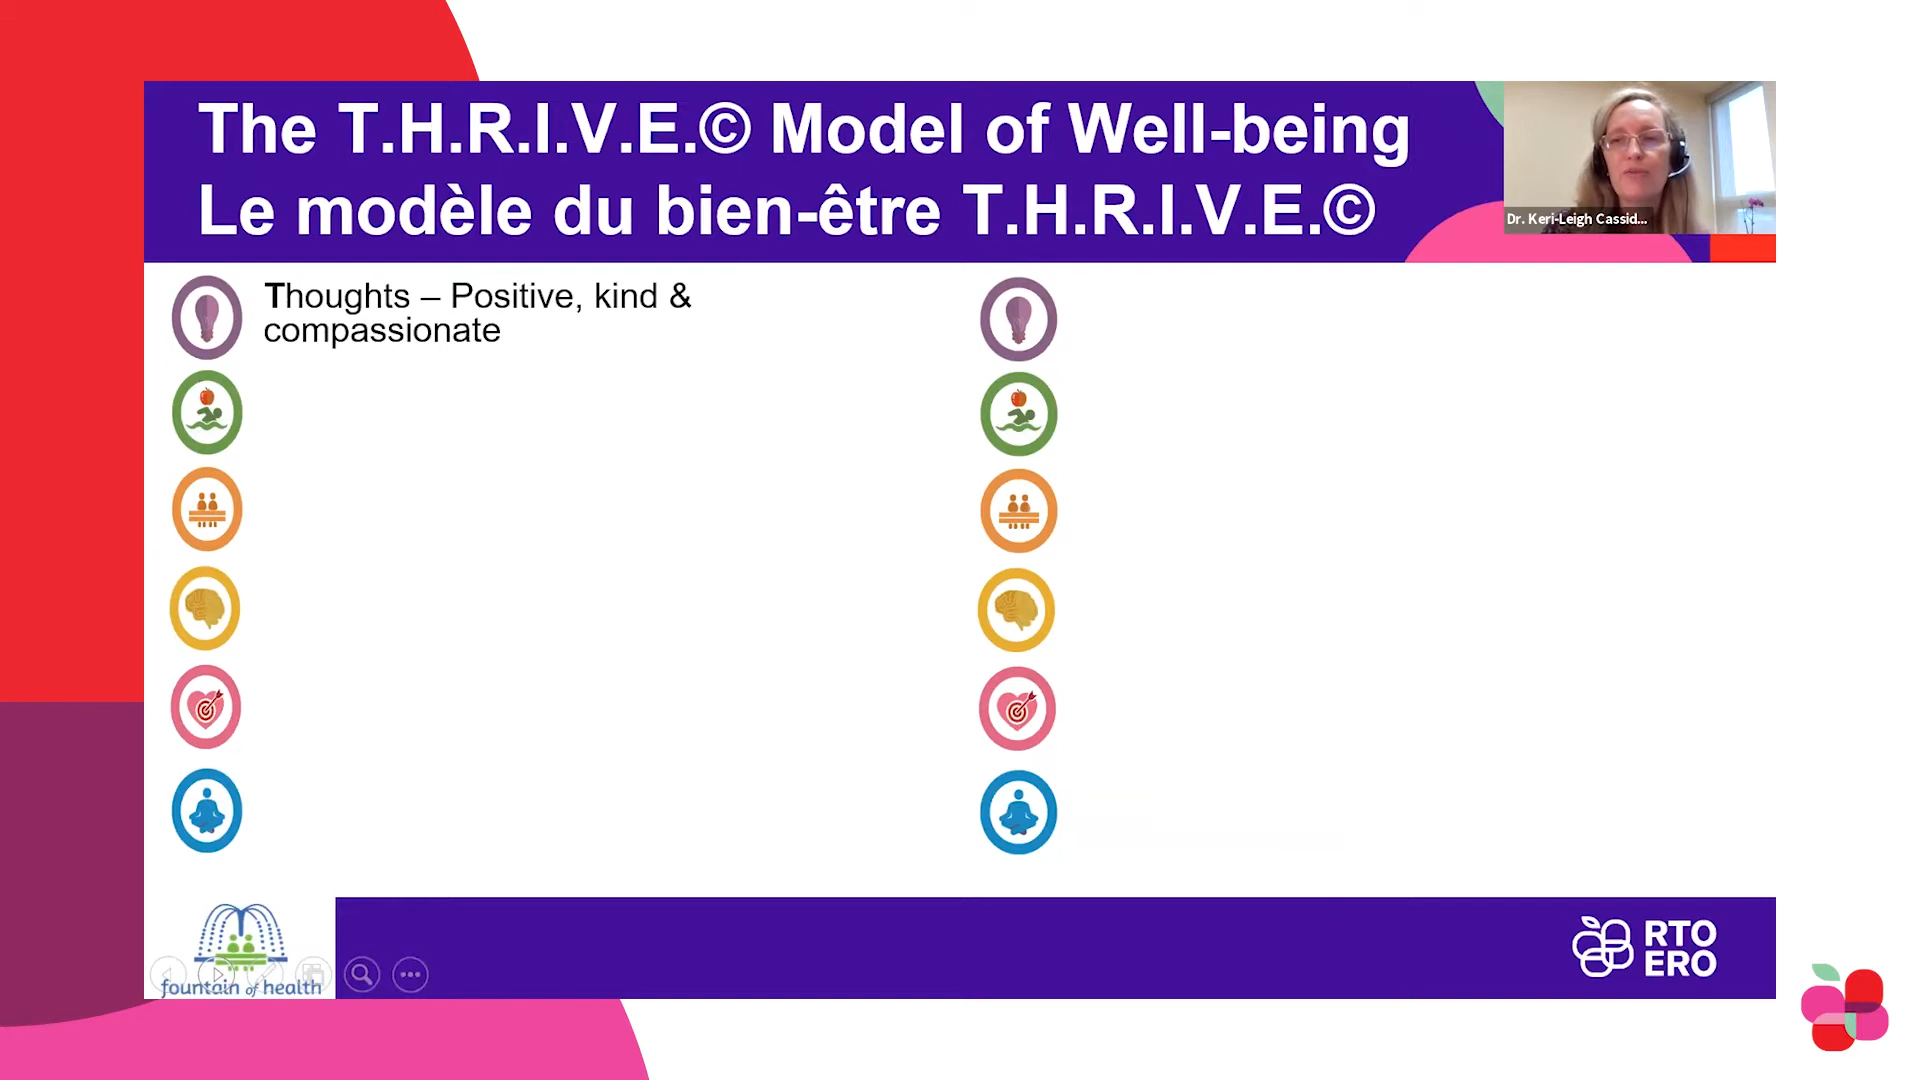 The T.H.R.I.V.E.© Model of Well-being
Le modèle du bien-être T.H.R.I.V.E.©
Dr. Keri-Leigh Cassid...
Thoughts – Positive, kind &
compassionate
fountain of health
RTO
ERO